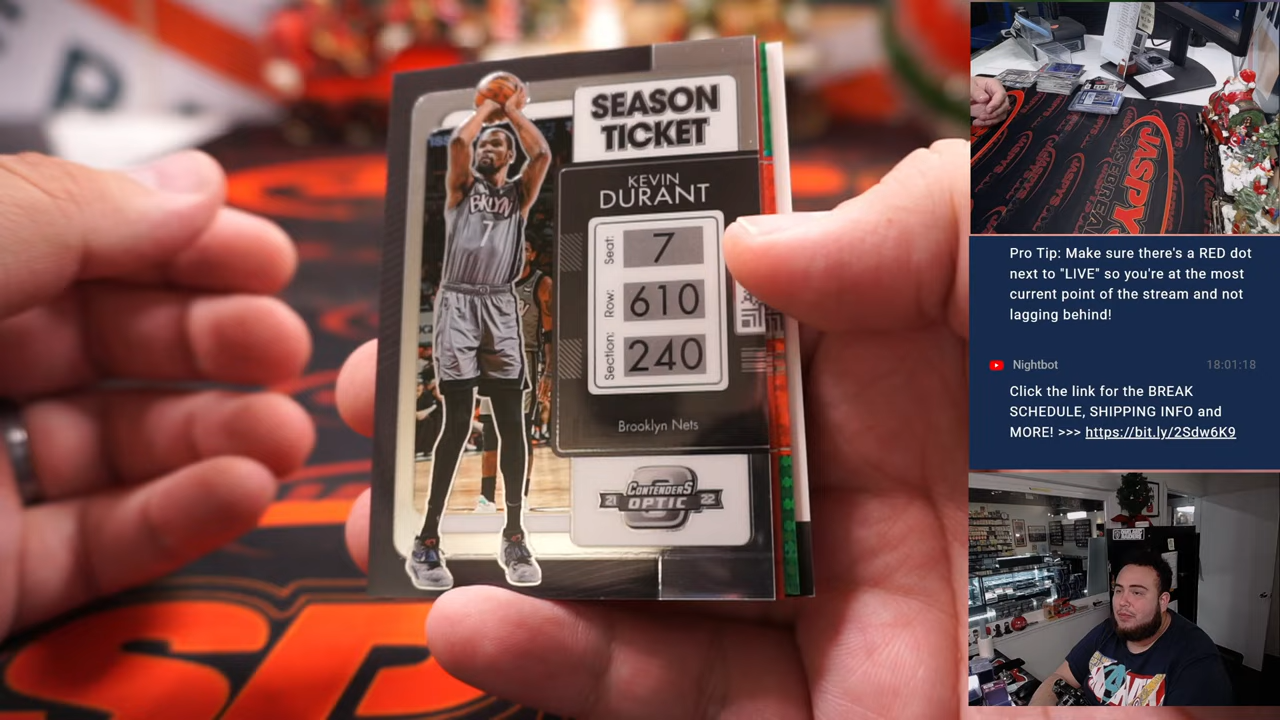 SEASON
TICKET
KEVIN
DURANT
Seat: 7
Row: 610
Section: 240
Brooklyn Nets
21 CONTENDERS 22
OPTIC
BRKLYN
7
JASPY'S
Pro Tip: Make sure there's a RED dot
next to "LIVE" so you're at the most
current point of the stream and not
lagging behind!
Nightbot 18:01:18
Click the link for the BREAK
SCHEDULE, SHIPPING INFO and
MORE! >>> https://bit.ly/2Sdw6K9